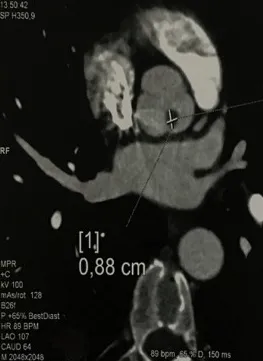 13:50:42
SP H350,9
RF
[1]
0,88 cm
MPR
+C
kV 100
mAs/rot. 128
B26f
P +65% BestDiast
HR 89 BPM
LAO 107
CAUD 64
M 2048x2048
89 bpm, 65 %D, 150 ms